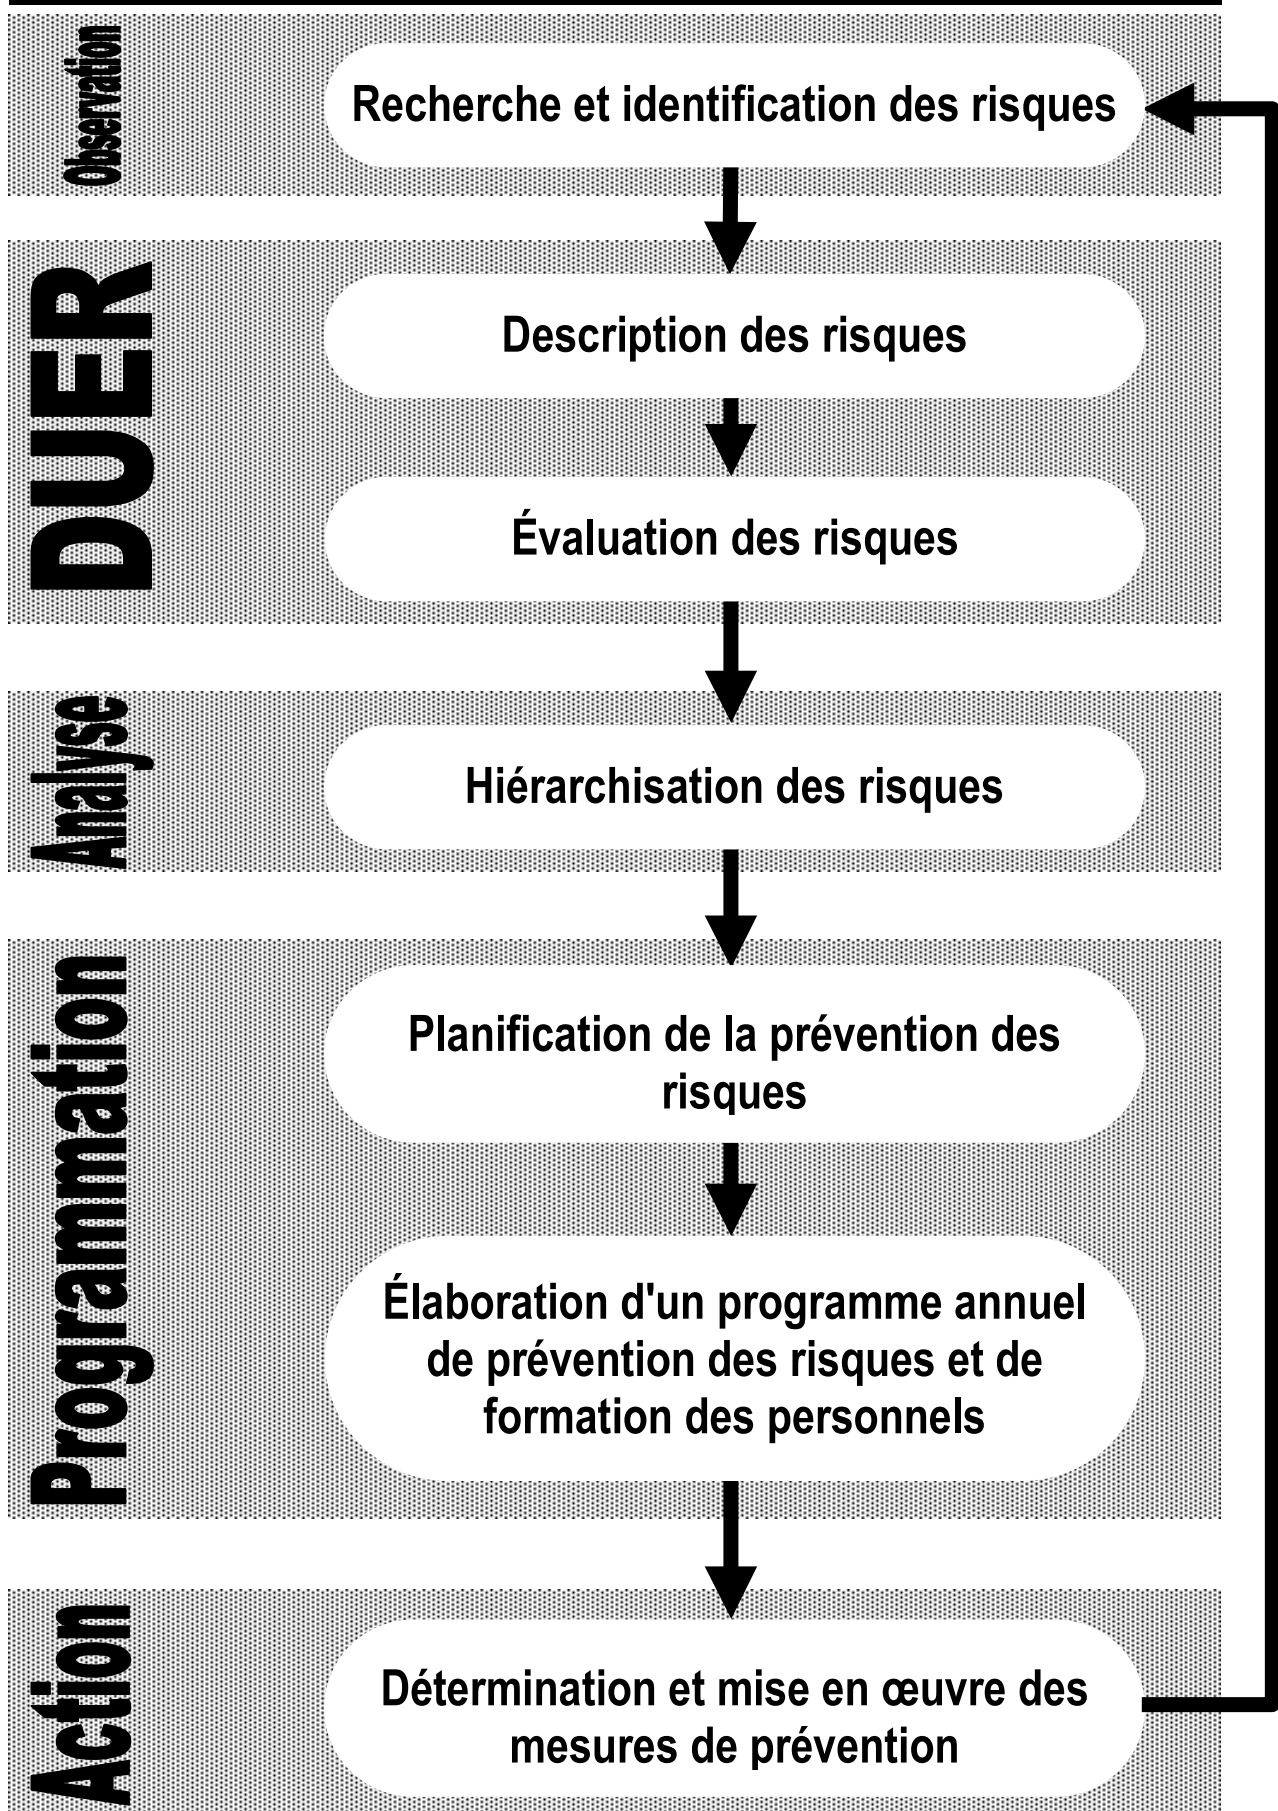 Observation
Recherche et identification des risques
DUER
Description des risques
Évaluation des risques
Analyse
Hiérarchisation des risques
Programmation
Planification de la prévention des
risques
Élaboration d'un programme annuel
de prévention des risques et de
formation des personnels
Action
Détermination et mise en œuvre des
mesures de prévention